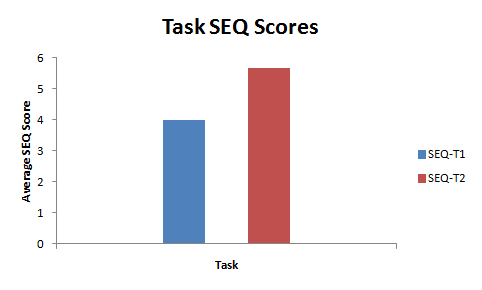 Task SEQ Scores
Average SEQ Score
6
5
4
3
2
1
0
Task
SEQ-T1
SEQ-T2